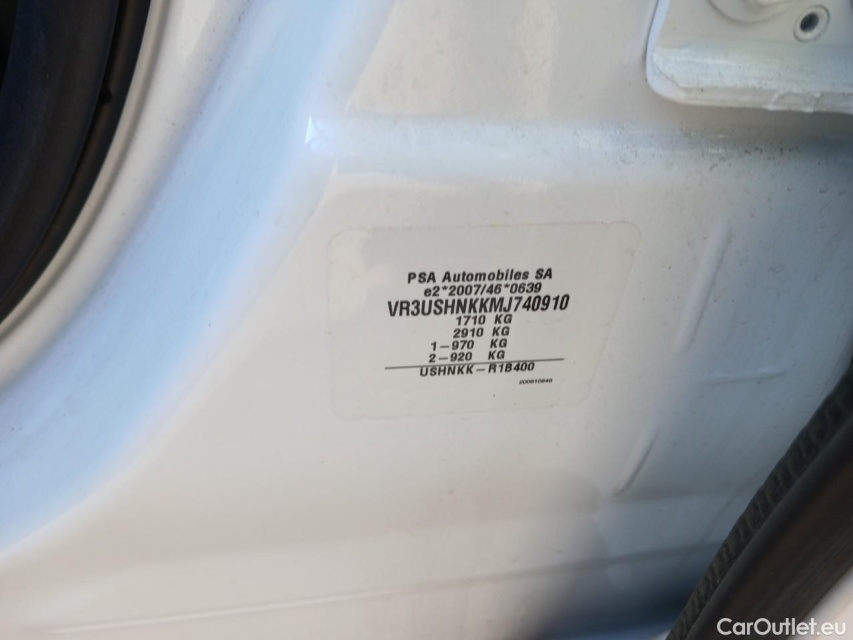 PSA Automobiles SA
e2*2007/46*0639
VR3USHNKKMJ740910
1710 KG
2910 KG
1-970 KG
2-920 KG
USHNKK-R1B400
CarOutlet.eu